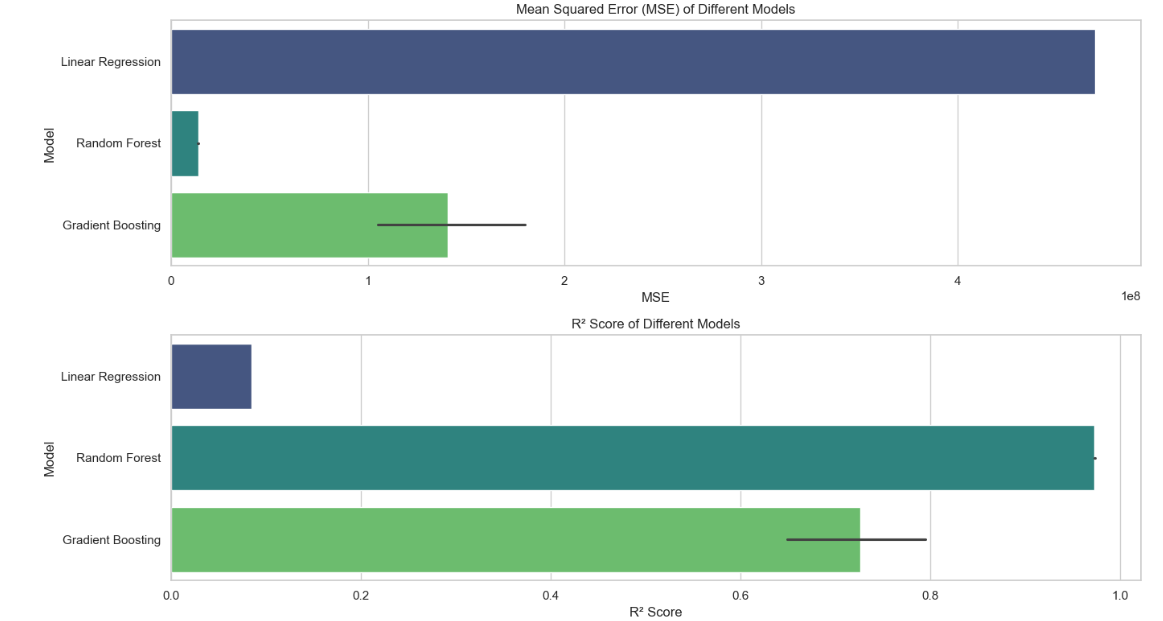 Mean Squared Error (MSE) of Different Models
Linear Regression
Random Forest
Gradient Boosting
Model
0 1 2 3 4
1e8
MSE
R² Score of Different Models
Linear Regression
Random Forest
Gradient Boosting
Model
0.0 0.2 0.4 0.6 0.8 1.0
R² Score